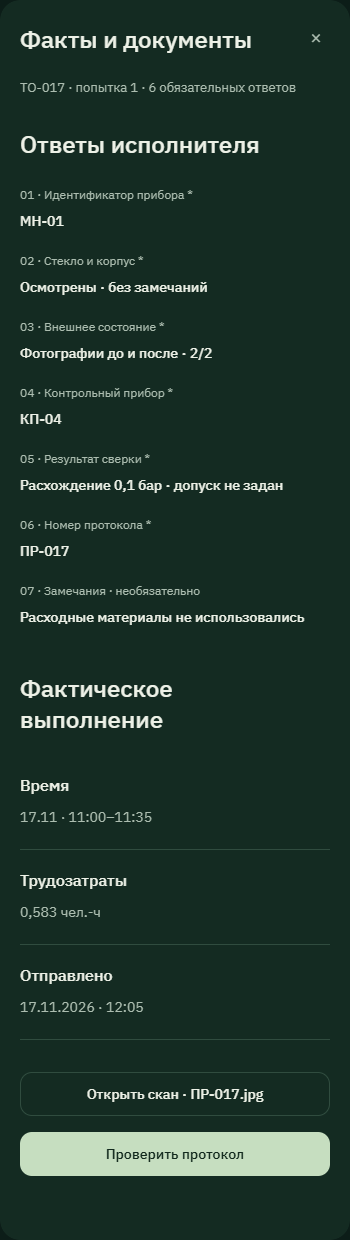 Факты и документы ×
ТО-017 · попытка 1 · 6 обязательных ответов
Ответы исполнителя
01 · Идентификатор прибора *
МН-01
02 · Стекло и корпус *
Осмотрены · без замечаний
03 · Внешнее состояние *
Фотографии до и после · 2/2
04 · Контрольный прибор *
КП-04
05 · Результат сверки *
Расхождение 0,1 бар · допуск не задан
06 · Номер протокола *
ПР-017
07 · Замечания · необязательно
Расходные материалы не использовались
Фактическое
выполнение
Время
17.11 · 11:00–11:35
Трудозатраты
0,583 чел.-ч
Отправлено
17.11.2026 · 12:05
Открыть скан · ПР-017.jpg
Проверить протокол